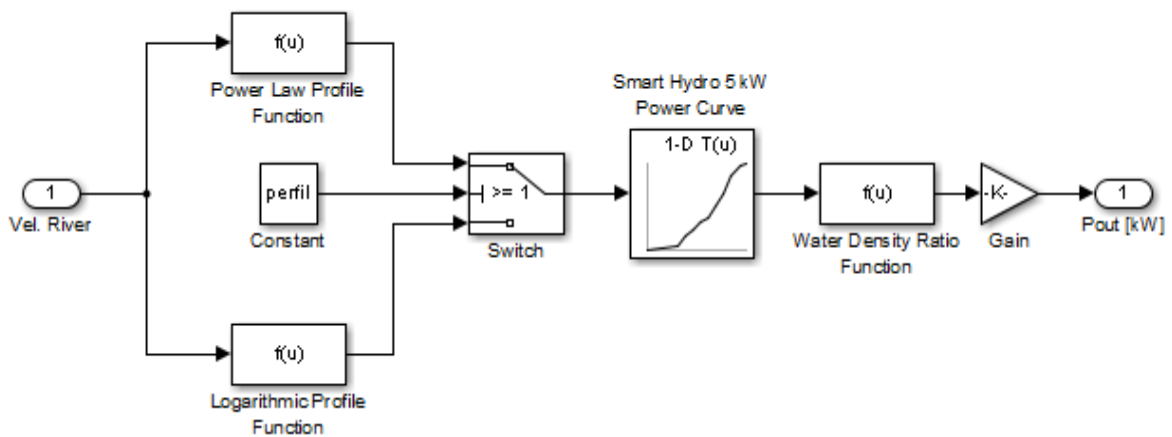 f(u)
Power Law Profile
Function
1
Vel. River
perfil
Constant
>= 1
Switch
f(u)
Logarithmic Profile
Function
Smart Hydro 5 kW
Power Curve
1-D T(u)
f(u)
Water Density Ratio
Function
-K-
Gain
1
Pout [kW]